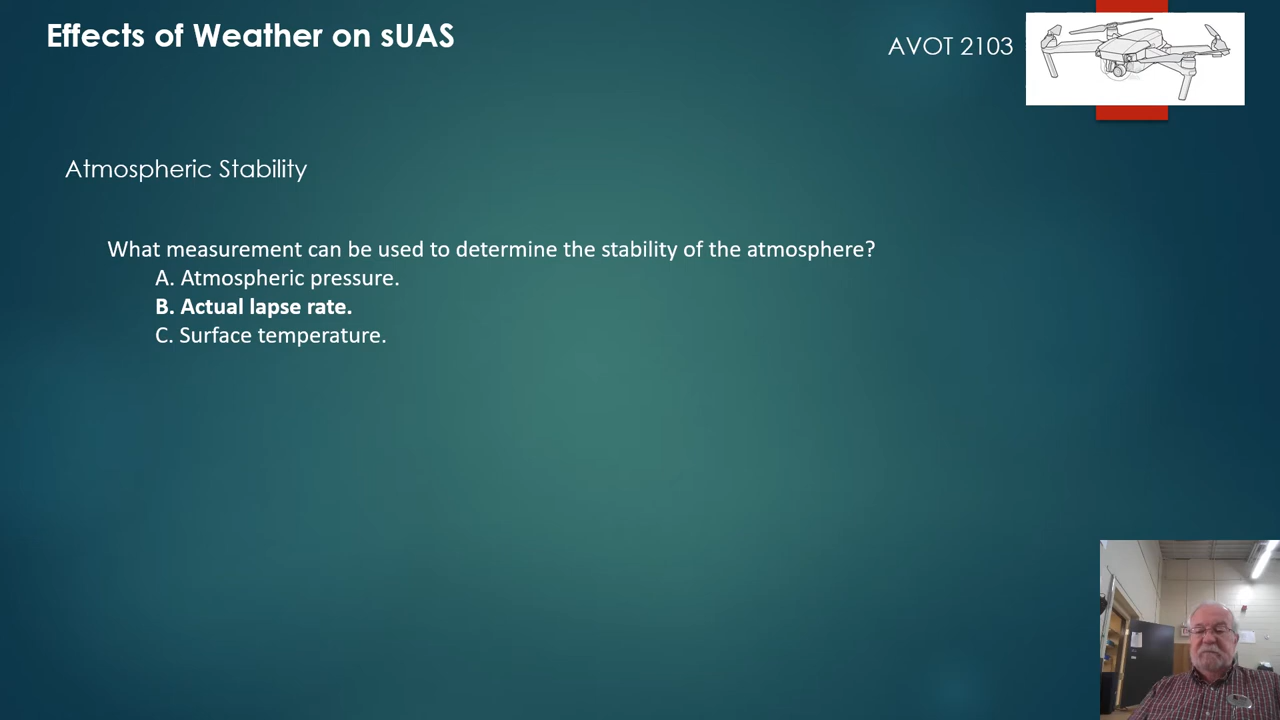 Effects of Weather on sUAS
AVOT 2103
Atmospheric Stability
What measurement can be used to determine the stability of the atmosphere?
A. Atmospheric pressure.
B. Actual lapse rate.
C. Surface temperature.